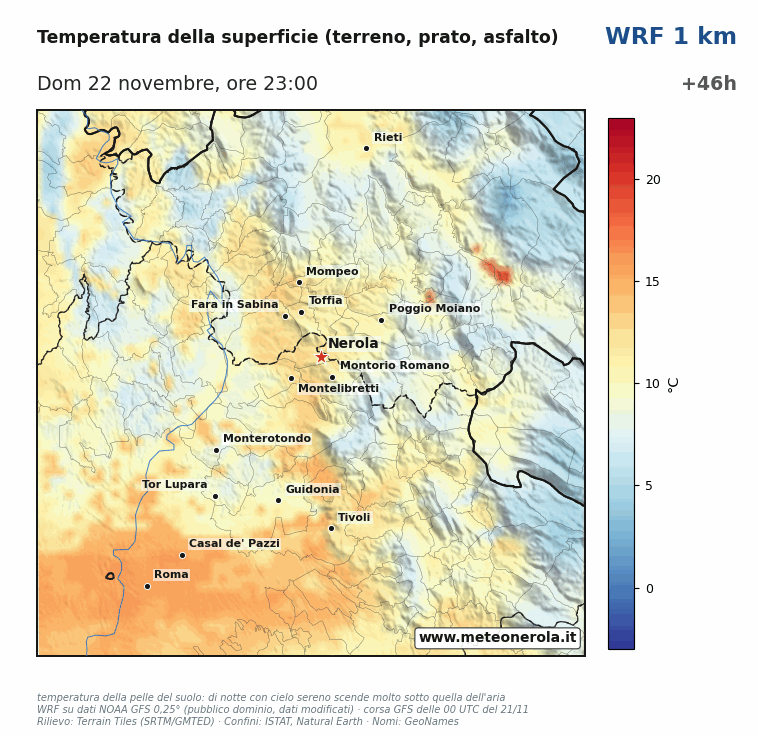 Temperatura della superficie (terreno, prato, asfalto)
WRF 1 km
Dom 22 novembre, ore 23:00
+46h
Rieti
Mompeo
Fara in Sabina
Toffia
Poggio Moiano
Nerola
Montorio Romano
Montelibretti
Monterotondo
Tor Lupara
Guidonia
Tivoli
Casal de' Pazzi
Roma
www.meteonerola.it
20
15
10
5
0
°C
temperatura della pelle del suolo: di notte con cielo sereno scende molto sotto quella dell'aria
WRF su dati NOAA GFS 0,25° (pubblico dominio, dati modificati) · corsa GFS delle 00 UTC del 21/11
Rilievo: Terrain Tiles (SRTM/GMTED) · Confini: ISTAT, Natural Earth · Nomi: GeoNames